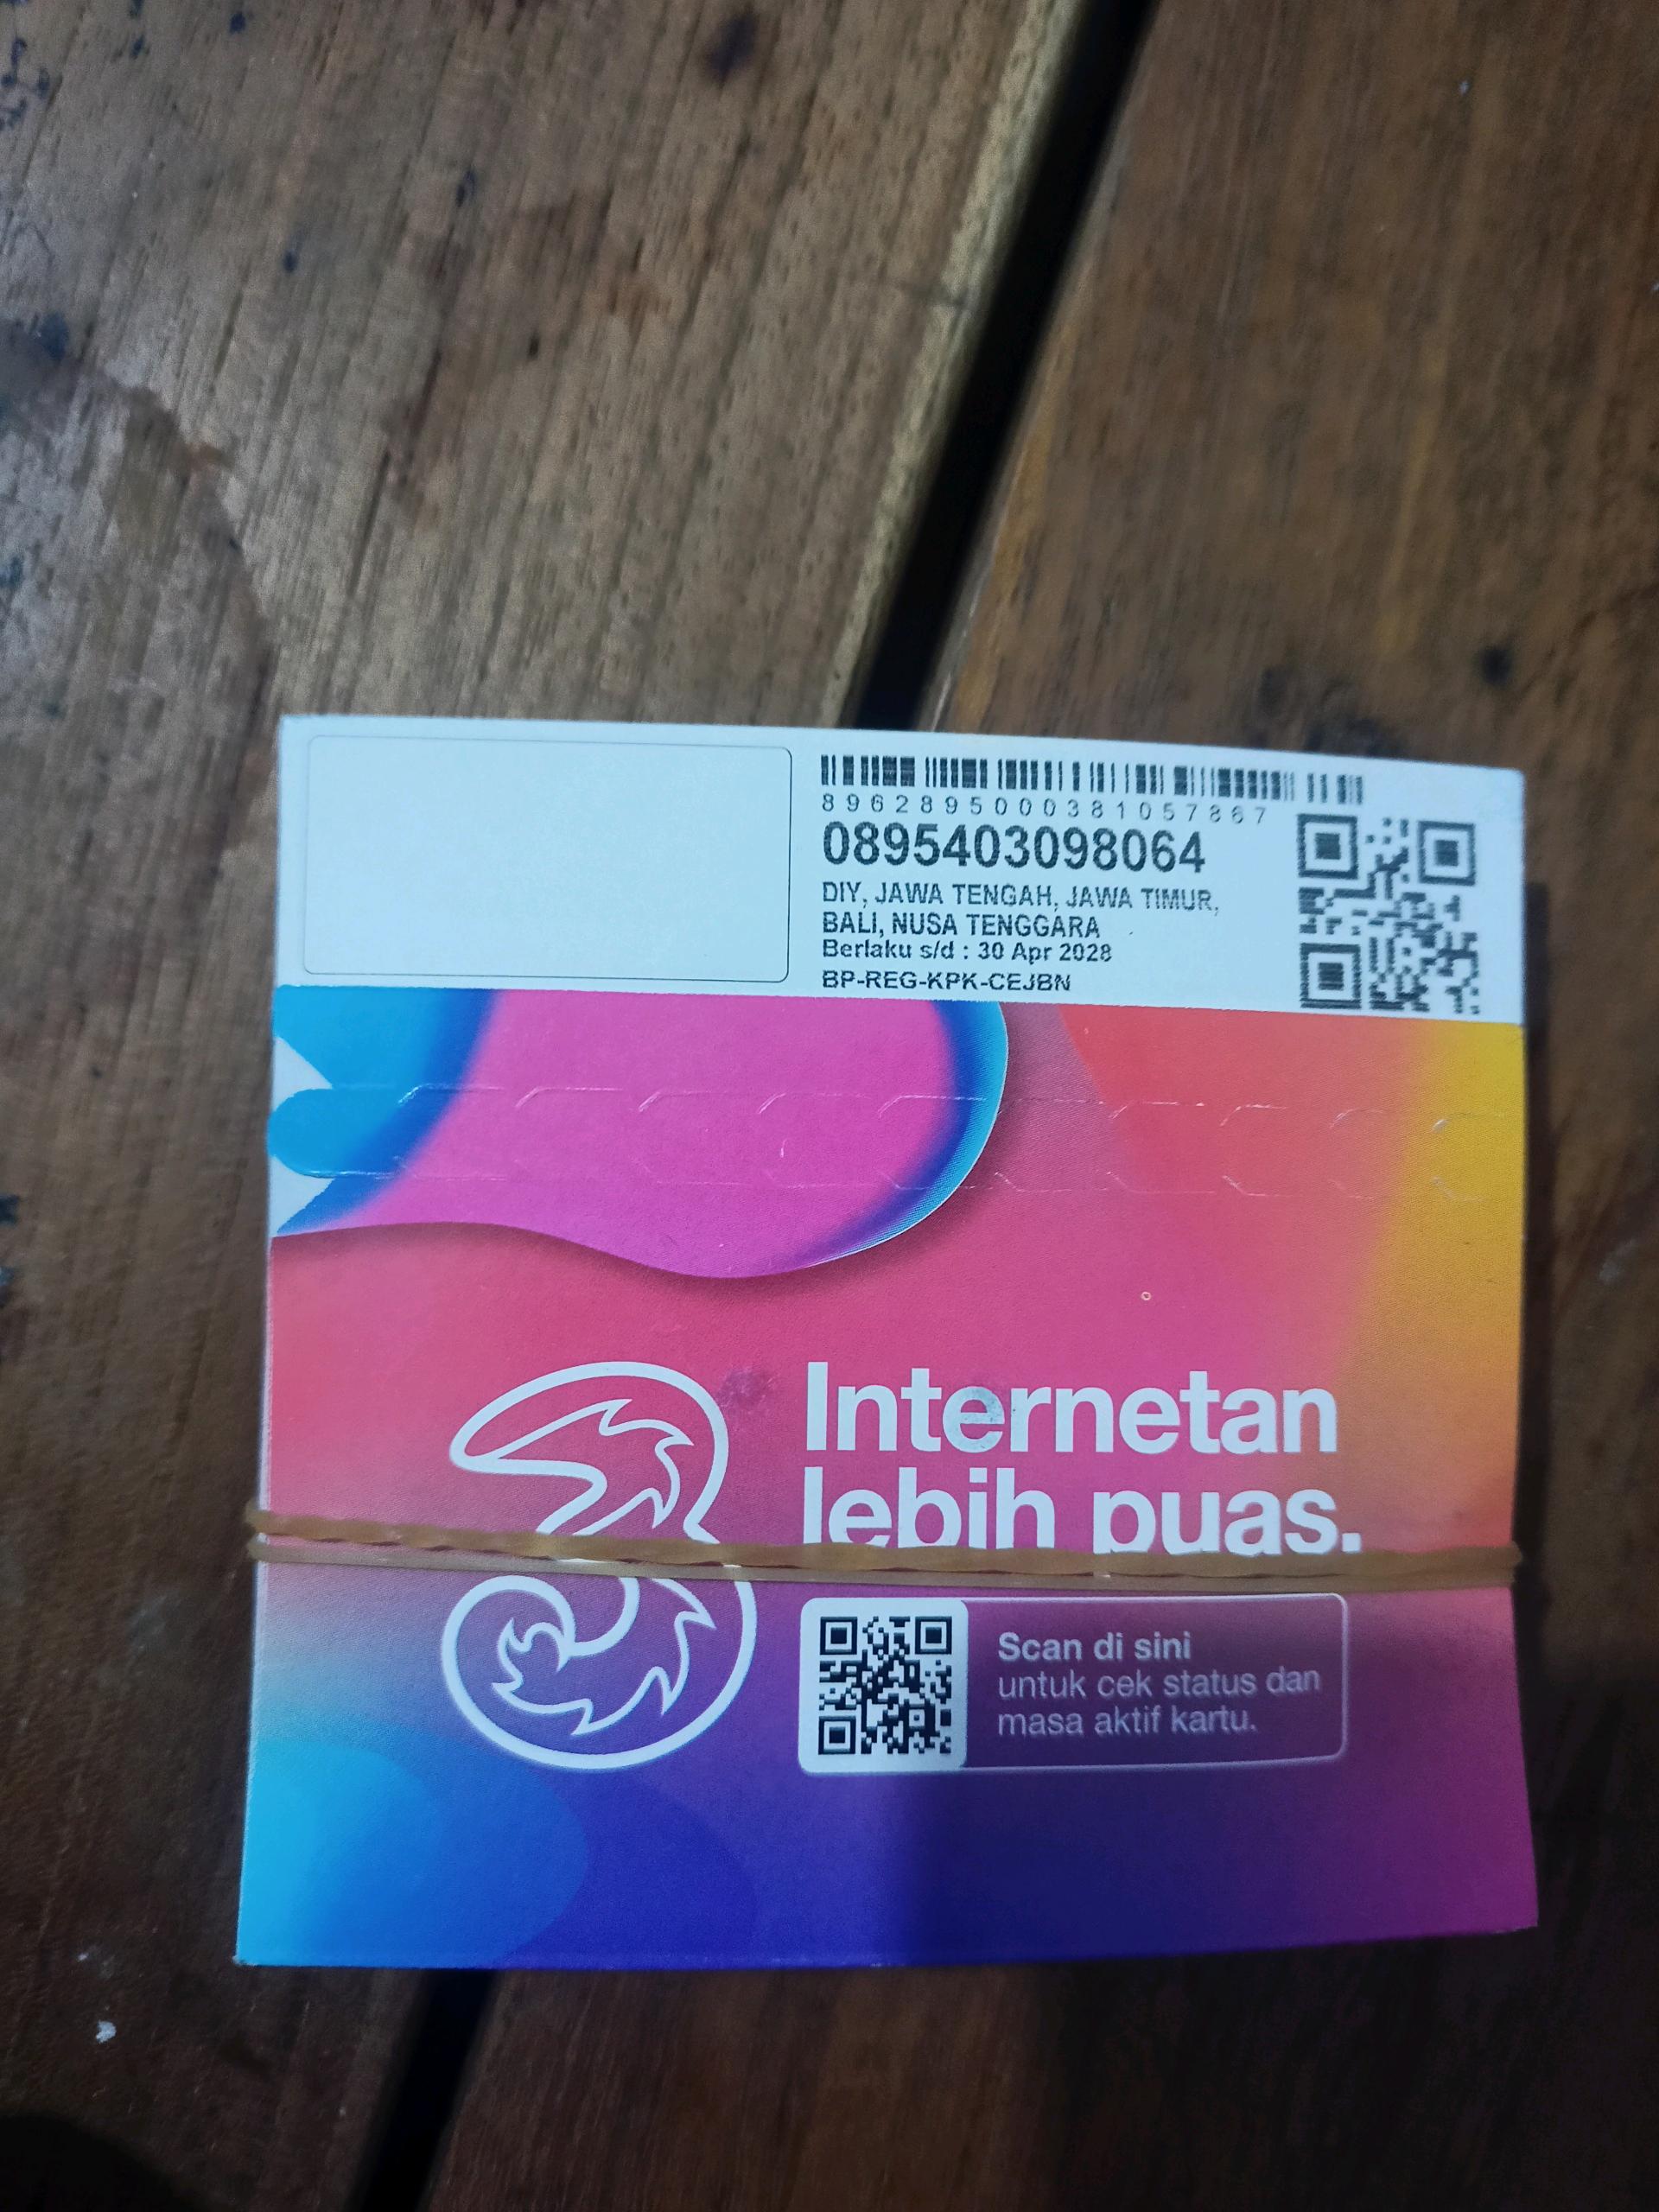 8962895000381057867
0895403098064
DIY, JAWA TENGAH, JAWA TIMUR,
BALI, NUSA TENGGARA
Berlaku s/d : 30 Apr 2028
BP-REG-KPK-CEJBN
3
Internetan
lebih puas.
Scan di sini
untuk cek status dan
masa aktif kartu.